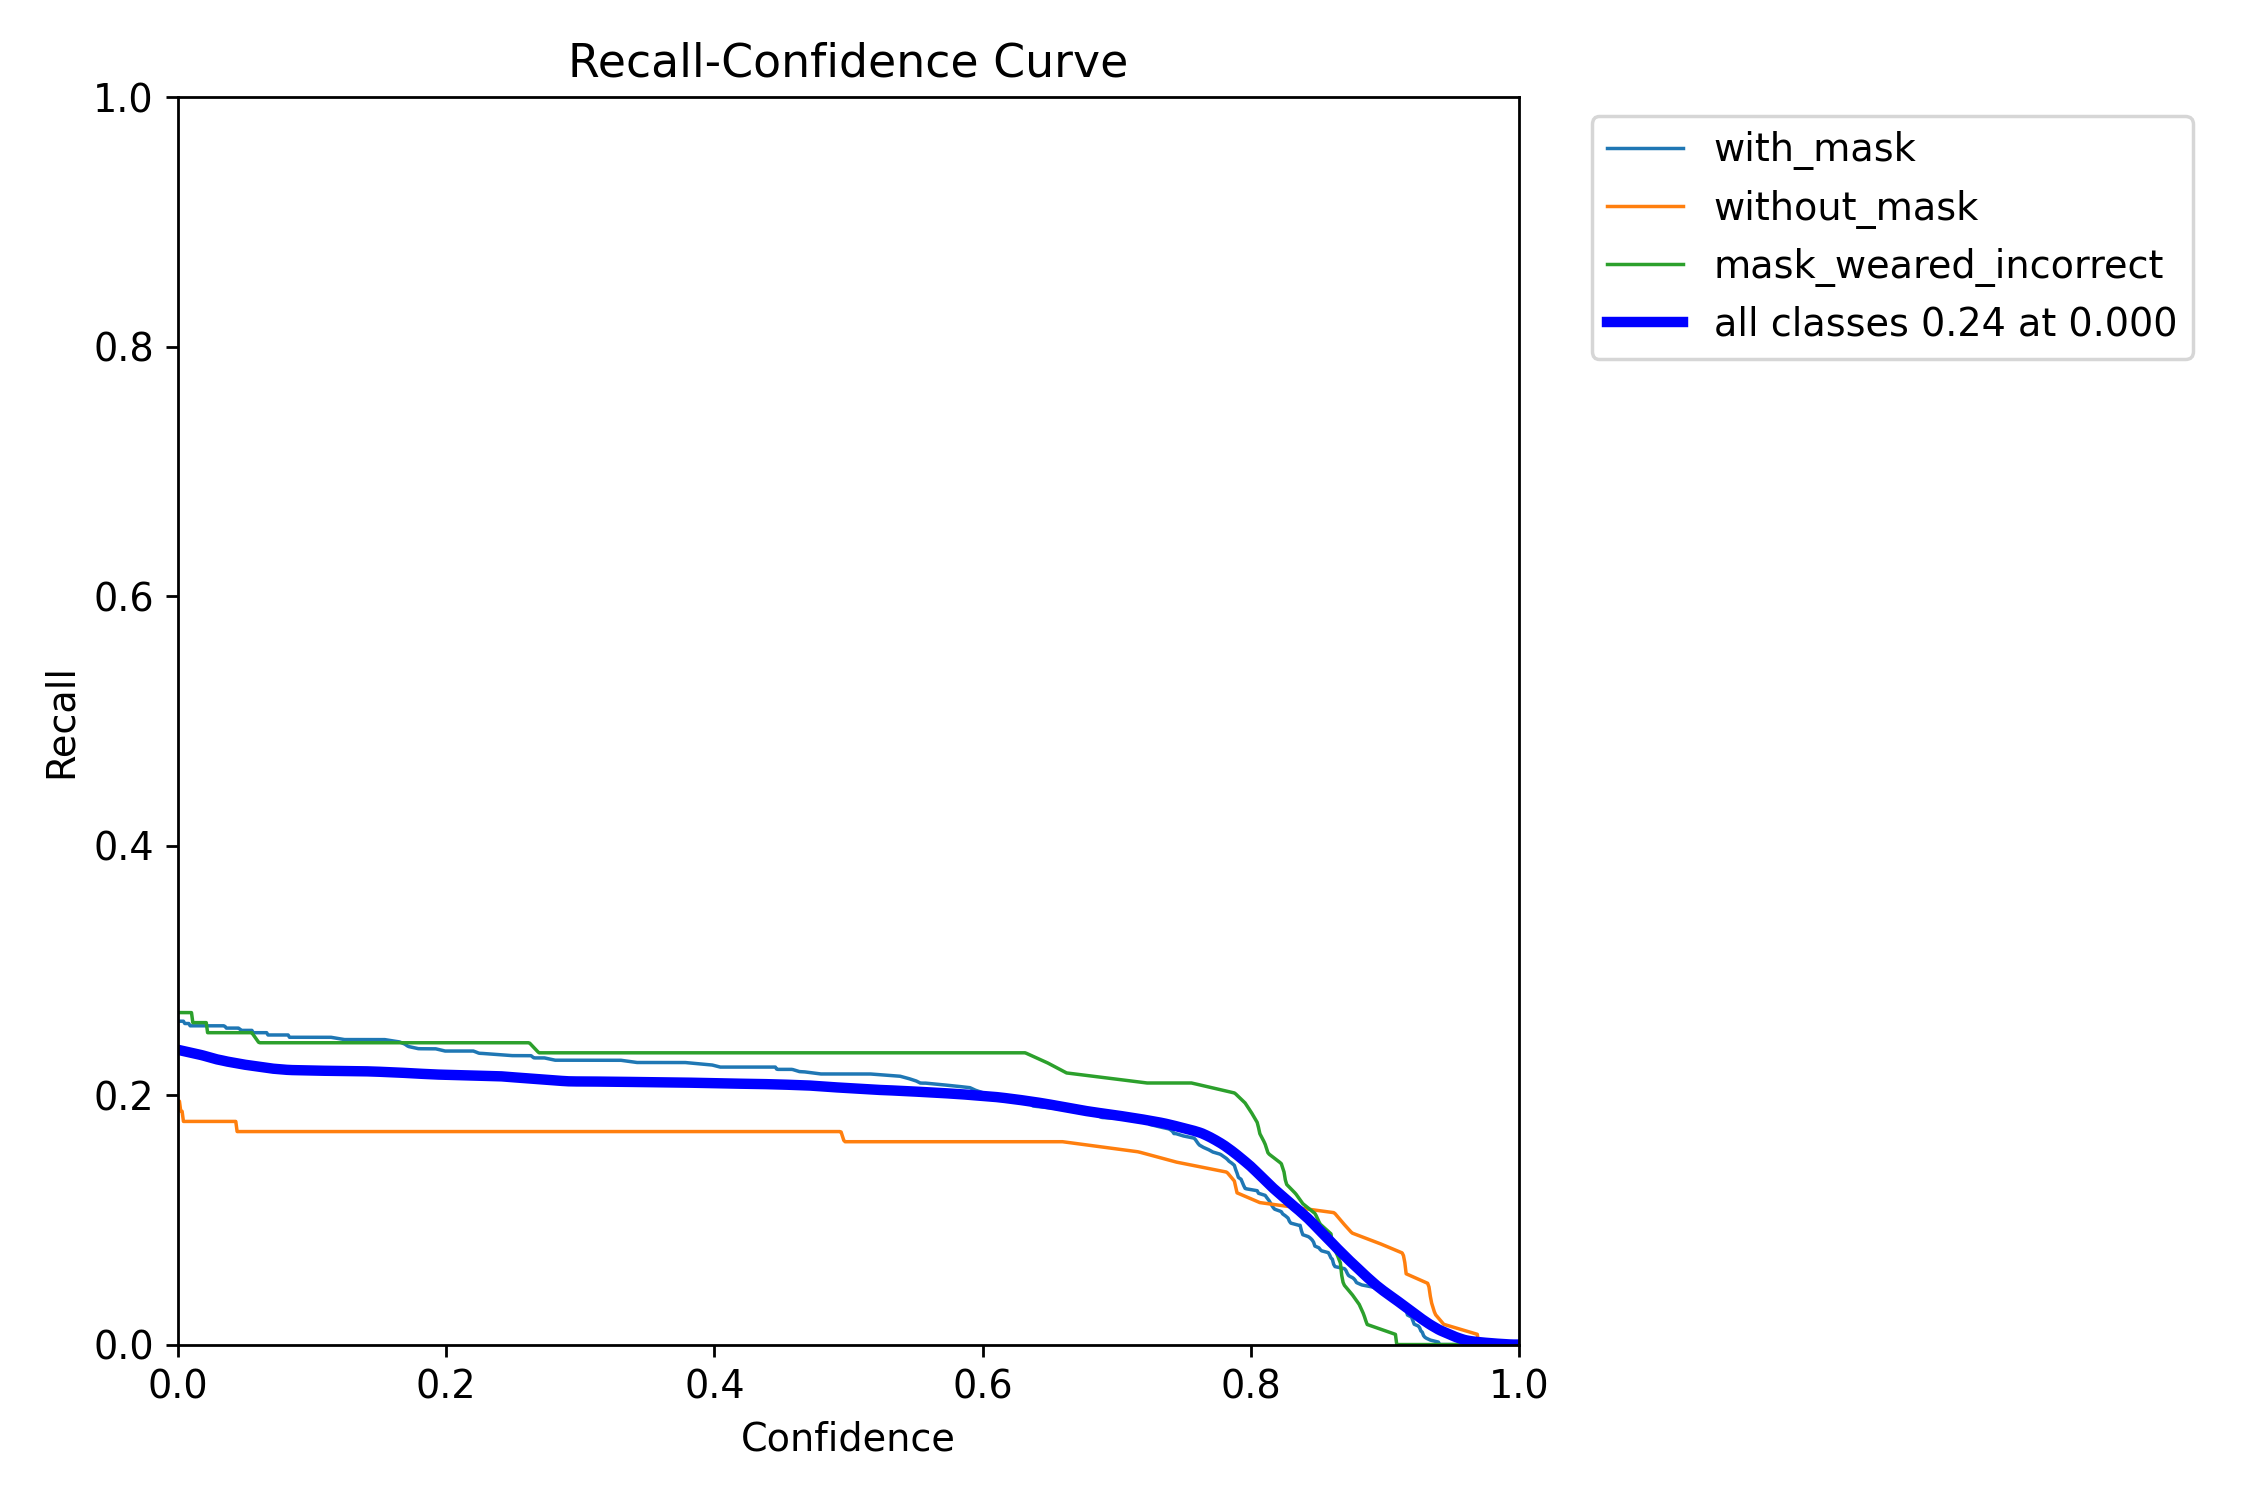 Recall-Confidence Curve
1.0
0.8
0.6
0.4
0.2
0.0
Recall
0.0 0.2 0.4 0.6 0.8 1.0
Confidence
with_mask
without_mask
mask_weared_incorrect
all classes 0.24 at 0.000